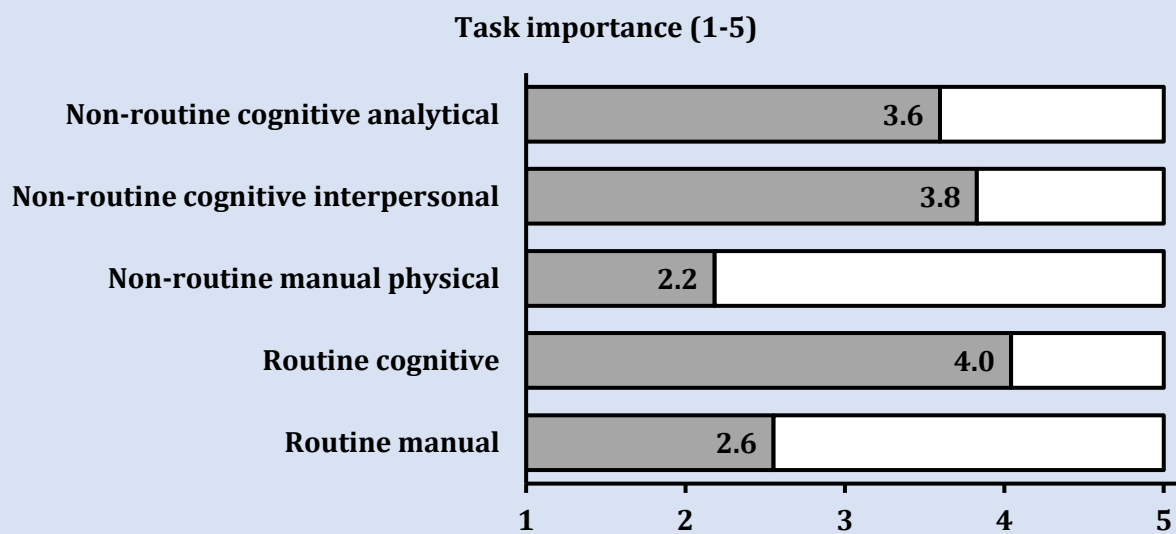 Task importance (1-5)
Non-routine cognitive analytical 3.6
Non-routine cognitive interpersonal 3.8
Non-routine manual physical 2.2
Routine cognitive 4.0
Routine manual 2.6
1 2 3 4 5